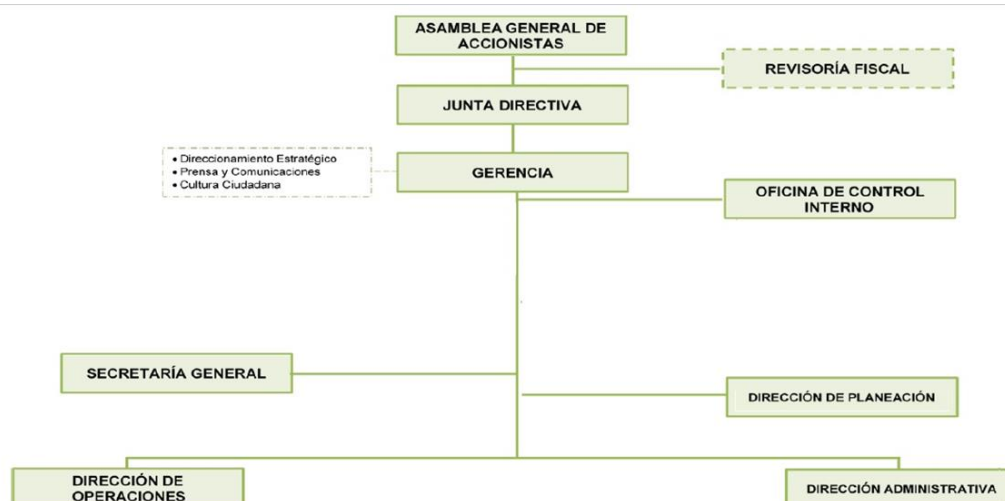 ASAMBLEA GENERAL DE
ACCIONISTAS
REVISORÍA FISCAL
JUNTA DIRECTIVA
• Direccionamiento Estratégico
• Prensa y Comunicaciones
• Cultura Ciudadana
GERENCIA
OFICINA DE CONTROL
INTERNO
SECRETARÍA GENERAL
DIRECCIÓN DE PLANEACIÓN
DIRECCIÓN DE
OPERACIONES
DIRECCIÓN ADMINISTRATIVA